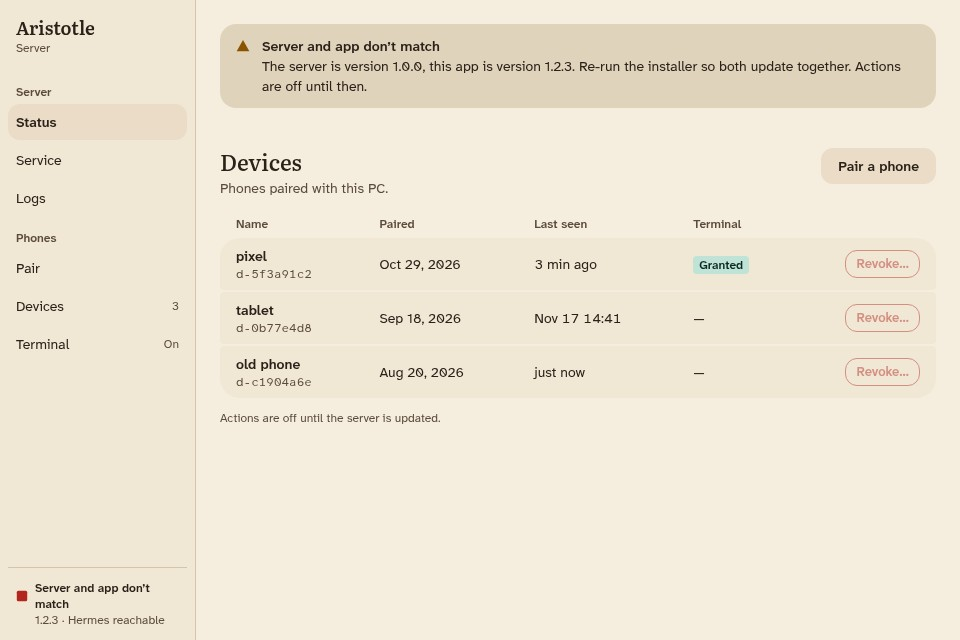 Aristotle
Server
Server
Status
Service
Logs
Phones
Pair
Devices 3
Terminal On
Server and app don't
match
1.2.3 · Hermes reachable
Server and app don't match
The server is version 1.0.0, this app is version 1.2.3. Re-run the installer so both update together. Actions
are off until then.
Devices
Phones paired with this PC.
Pair a phone
Name Paired Last seen Terminal
pixel
d-5f3a91c2
Oct 29, 2026 3 min ago Granted Revoke…
tablet
d-0b77e4d8
Sep 18, 2026 Nov 17 14:41 — Revoke…
old phone
d-c1904a6e
Aug 20, 2026 just now — Revoke…
Actions are off until the server is updated.